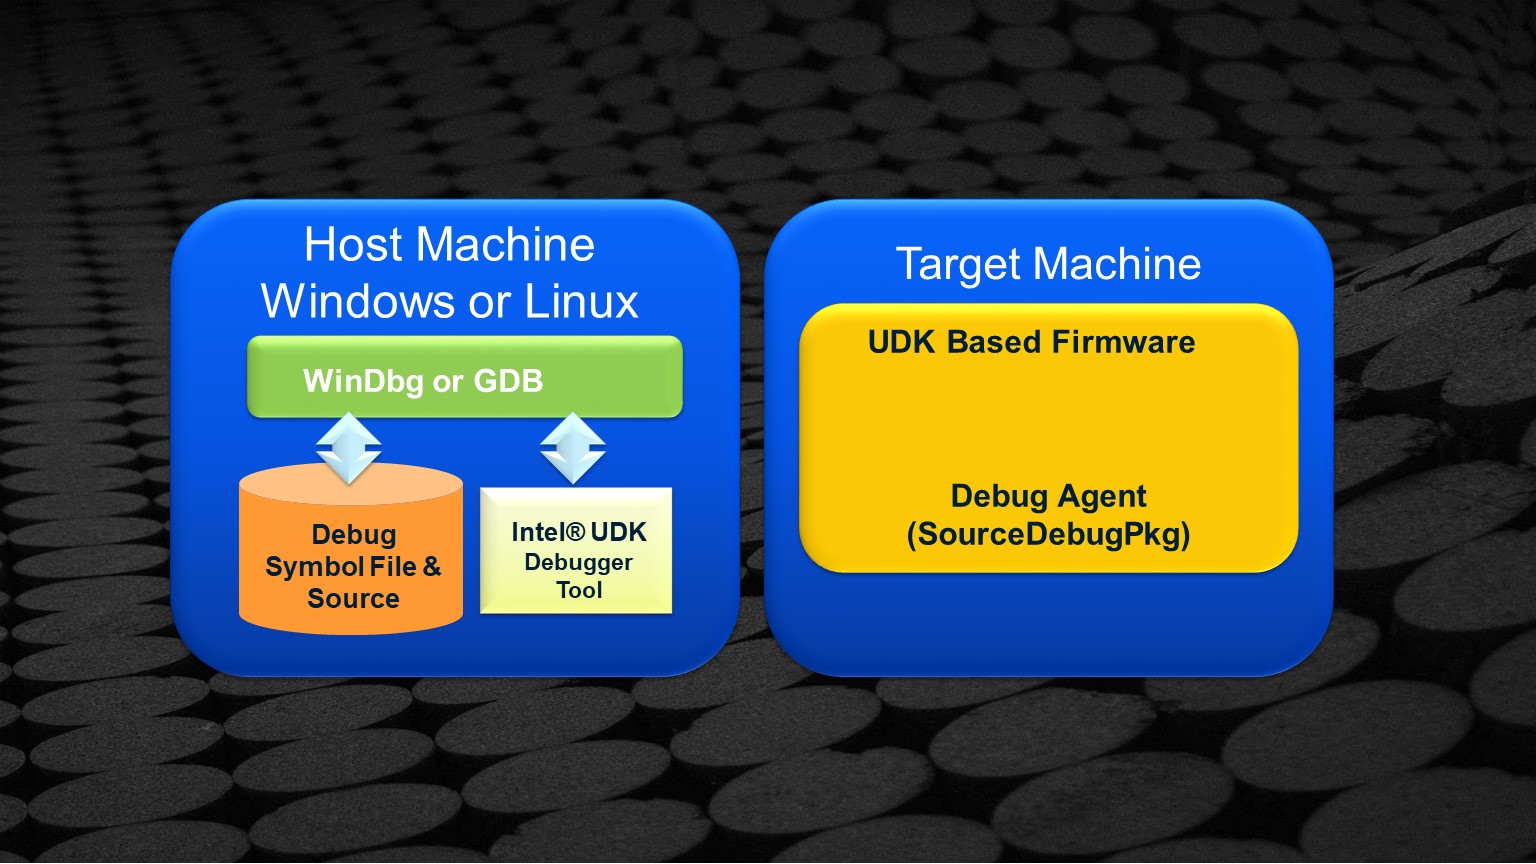 Host Machine
Windows or Linux
WinDbg or GDB
Debug
Symbol File &
Source
Intel® UDK
Debugger
Tool
Target Machine
UDK Based Firmware
Debug Agent
(SourceDebugPkg)